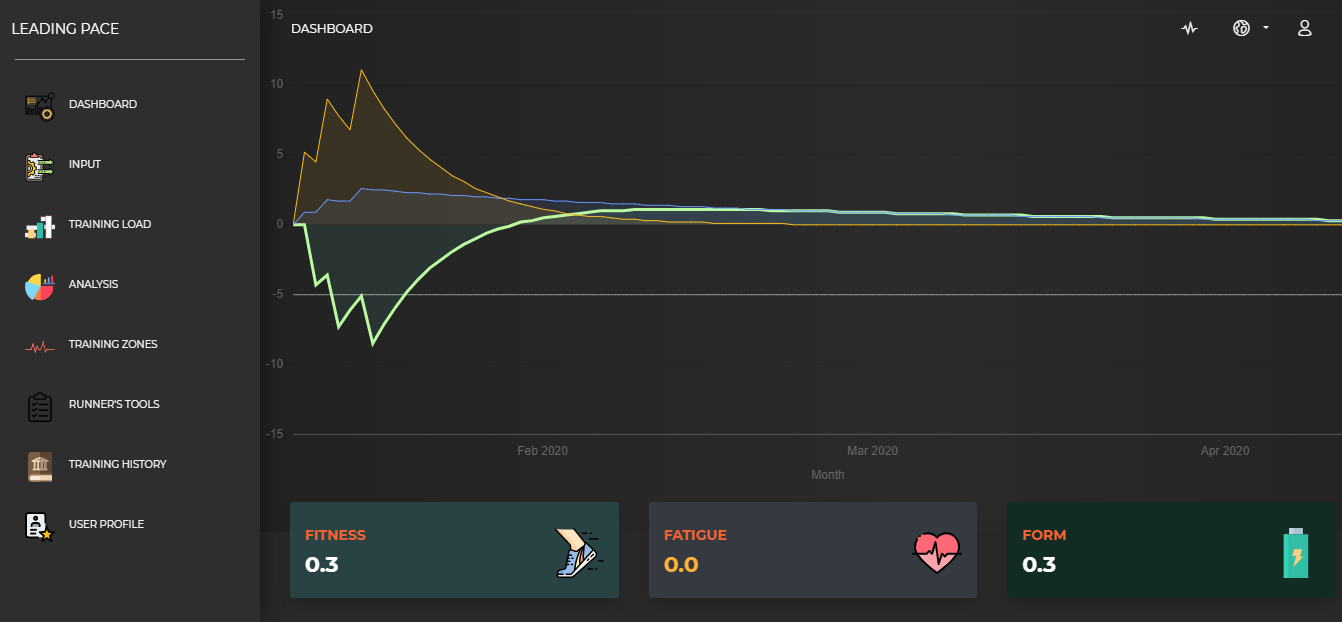 LEADING PACE
DASHBOARD
INPUT
TRAINING LOAD
ANALYSIS
TRAINING ZONES
RUNNER'S TOOLS
TRAINING HISTORY
USER PROFILE
DASHBOARD
15
10
5
0
-5
-10
-15
Feb 2020 Mar 2020 Apr 2020
Month
FITNESS
0.3
FATIGUE
0.0
FORM
0.3